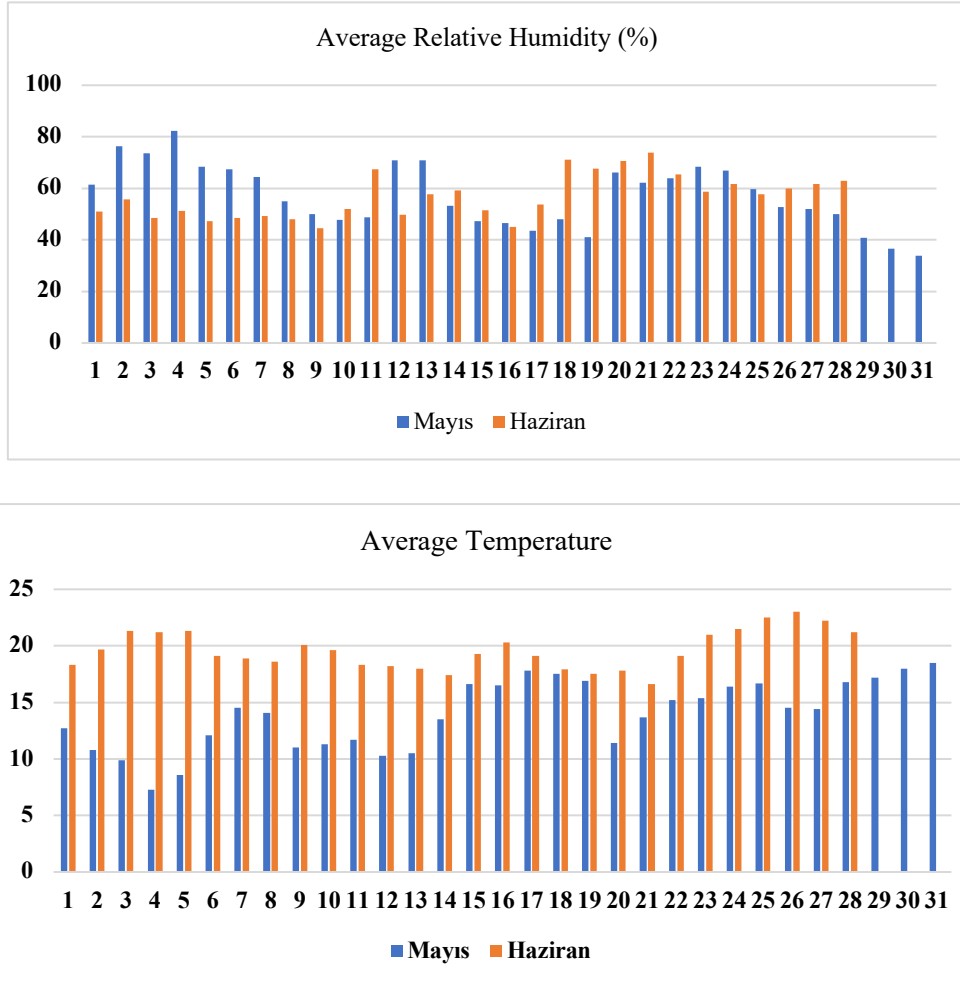 Average Relative Humidity (%)
100
80
60
40
20
0
1 2 3 4 5 6 7 8 9 10 11 12 13 14 15 16 17 18 19 20 21 22 23 24 25 26 27 28 29 30 31
Mayıs Haziran
Average Temperature
25
20
15
10
5
0
1 2 3 4 5 6 7 8 9 10 11 12 13 14 15 16 17 18 19 20 21 22 23 24 25 26 27 28 29 30 31
Mayıs Haziran